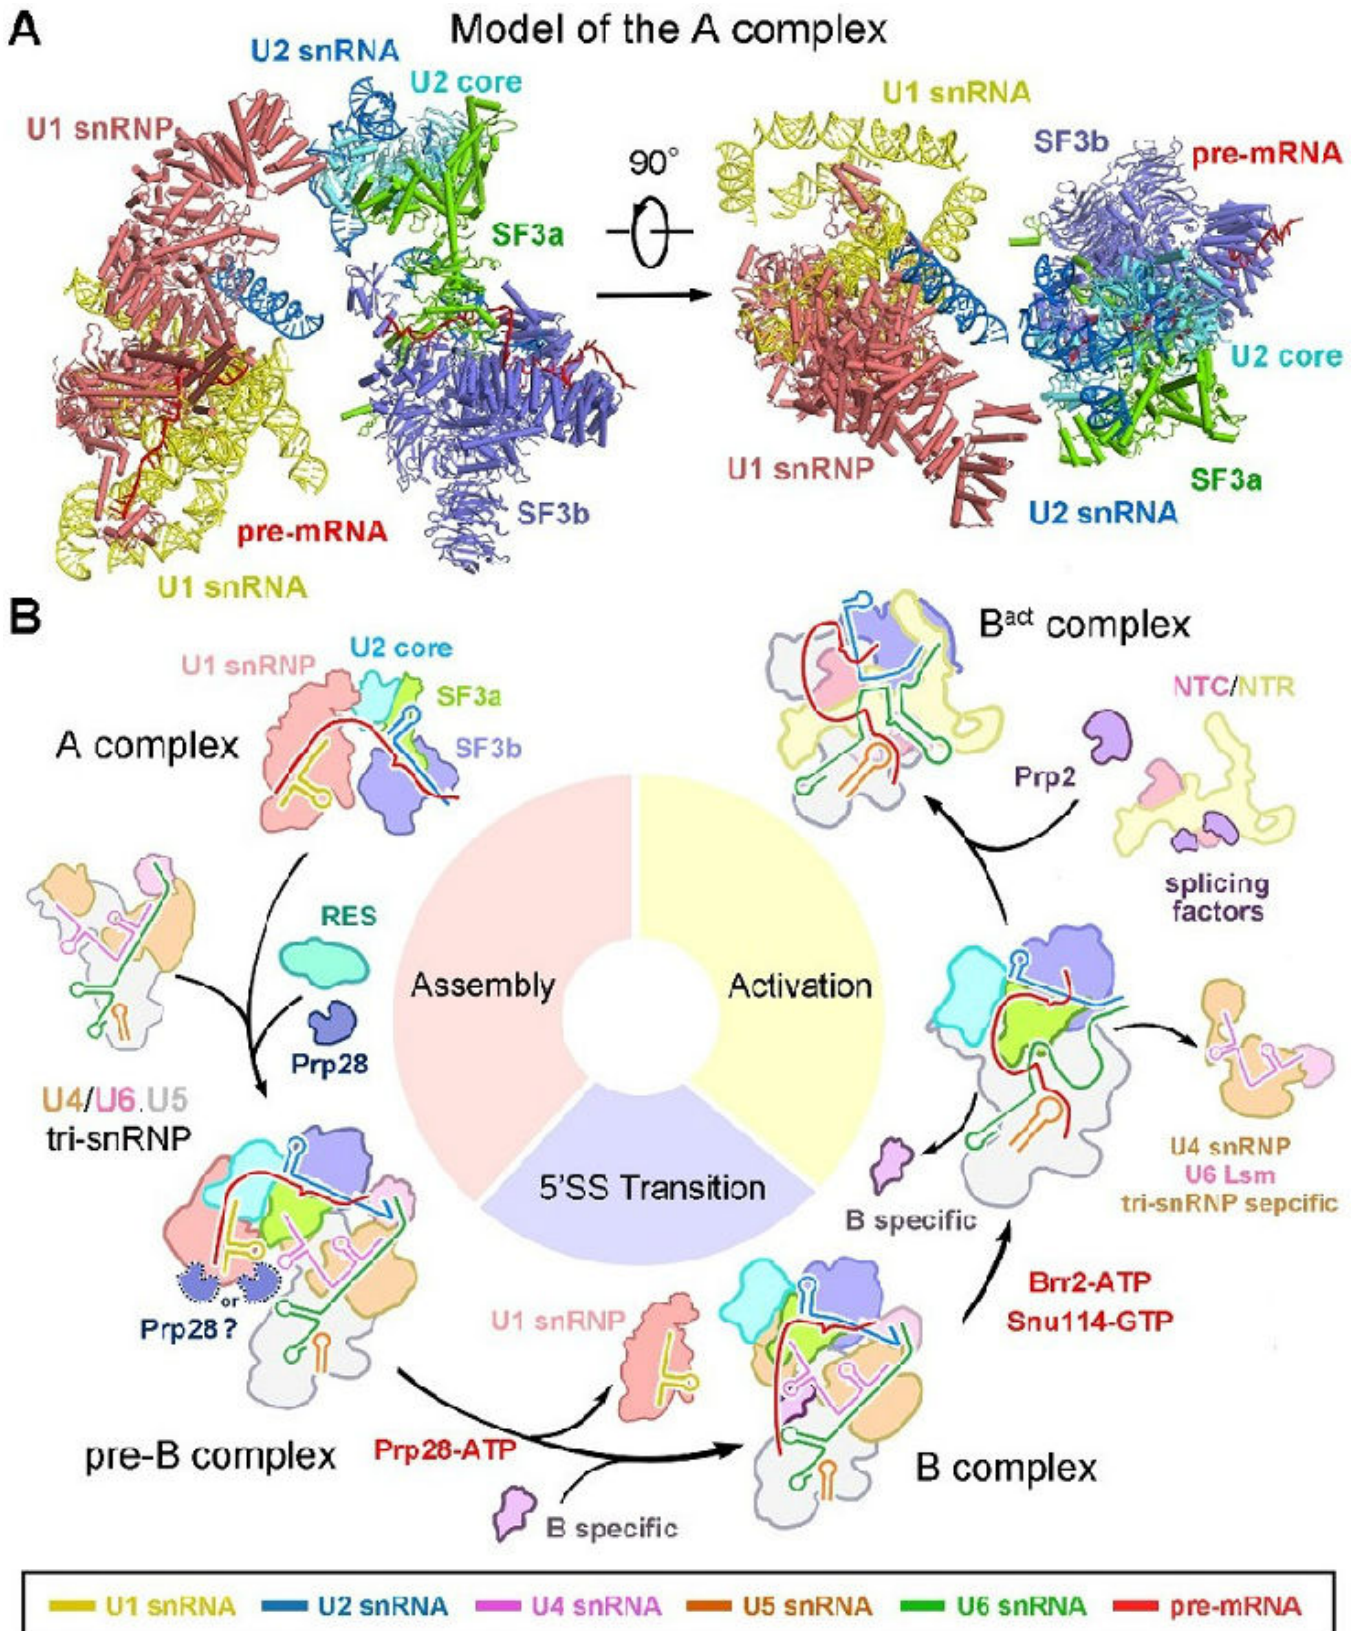 A
Model of the A complex
U2 snRNA
U2 core
U1 snRNP
SF3a
pre-mRNA
SF3b
U1 snRNA
90°
U1 snRNA
SF3b
pre-mRNA
U2 core
U1 snRNP
SF3a
U2 snRNA
B
U1 snRNP
U2 core
SF3a
SF3b
A complex
RES
Prp28
U4/U6.U5
tri-snRNP
Assembly
Activation
5'SS Transition
or
Prp28?
pre-B complex
Prp28-ATP
U1 snRNP
B specific
B complex
Brr2-ATP
Snu114-GTP
B specific
U4 snRNP
U6 Lsm
tri-snRNP sepcific
Bact complex
Prp2
NTC/NTR
splicing
factors
U1 snRNA U2 snRNA U4 snRNA U5 snRNA U6 snRNA pre-mRNA